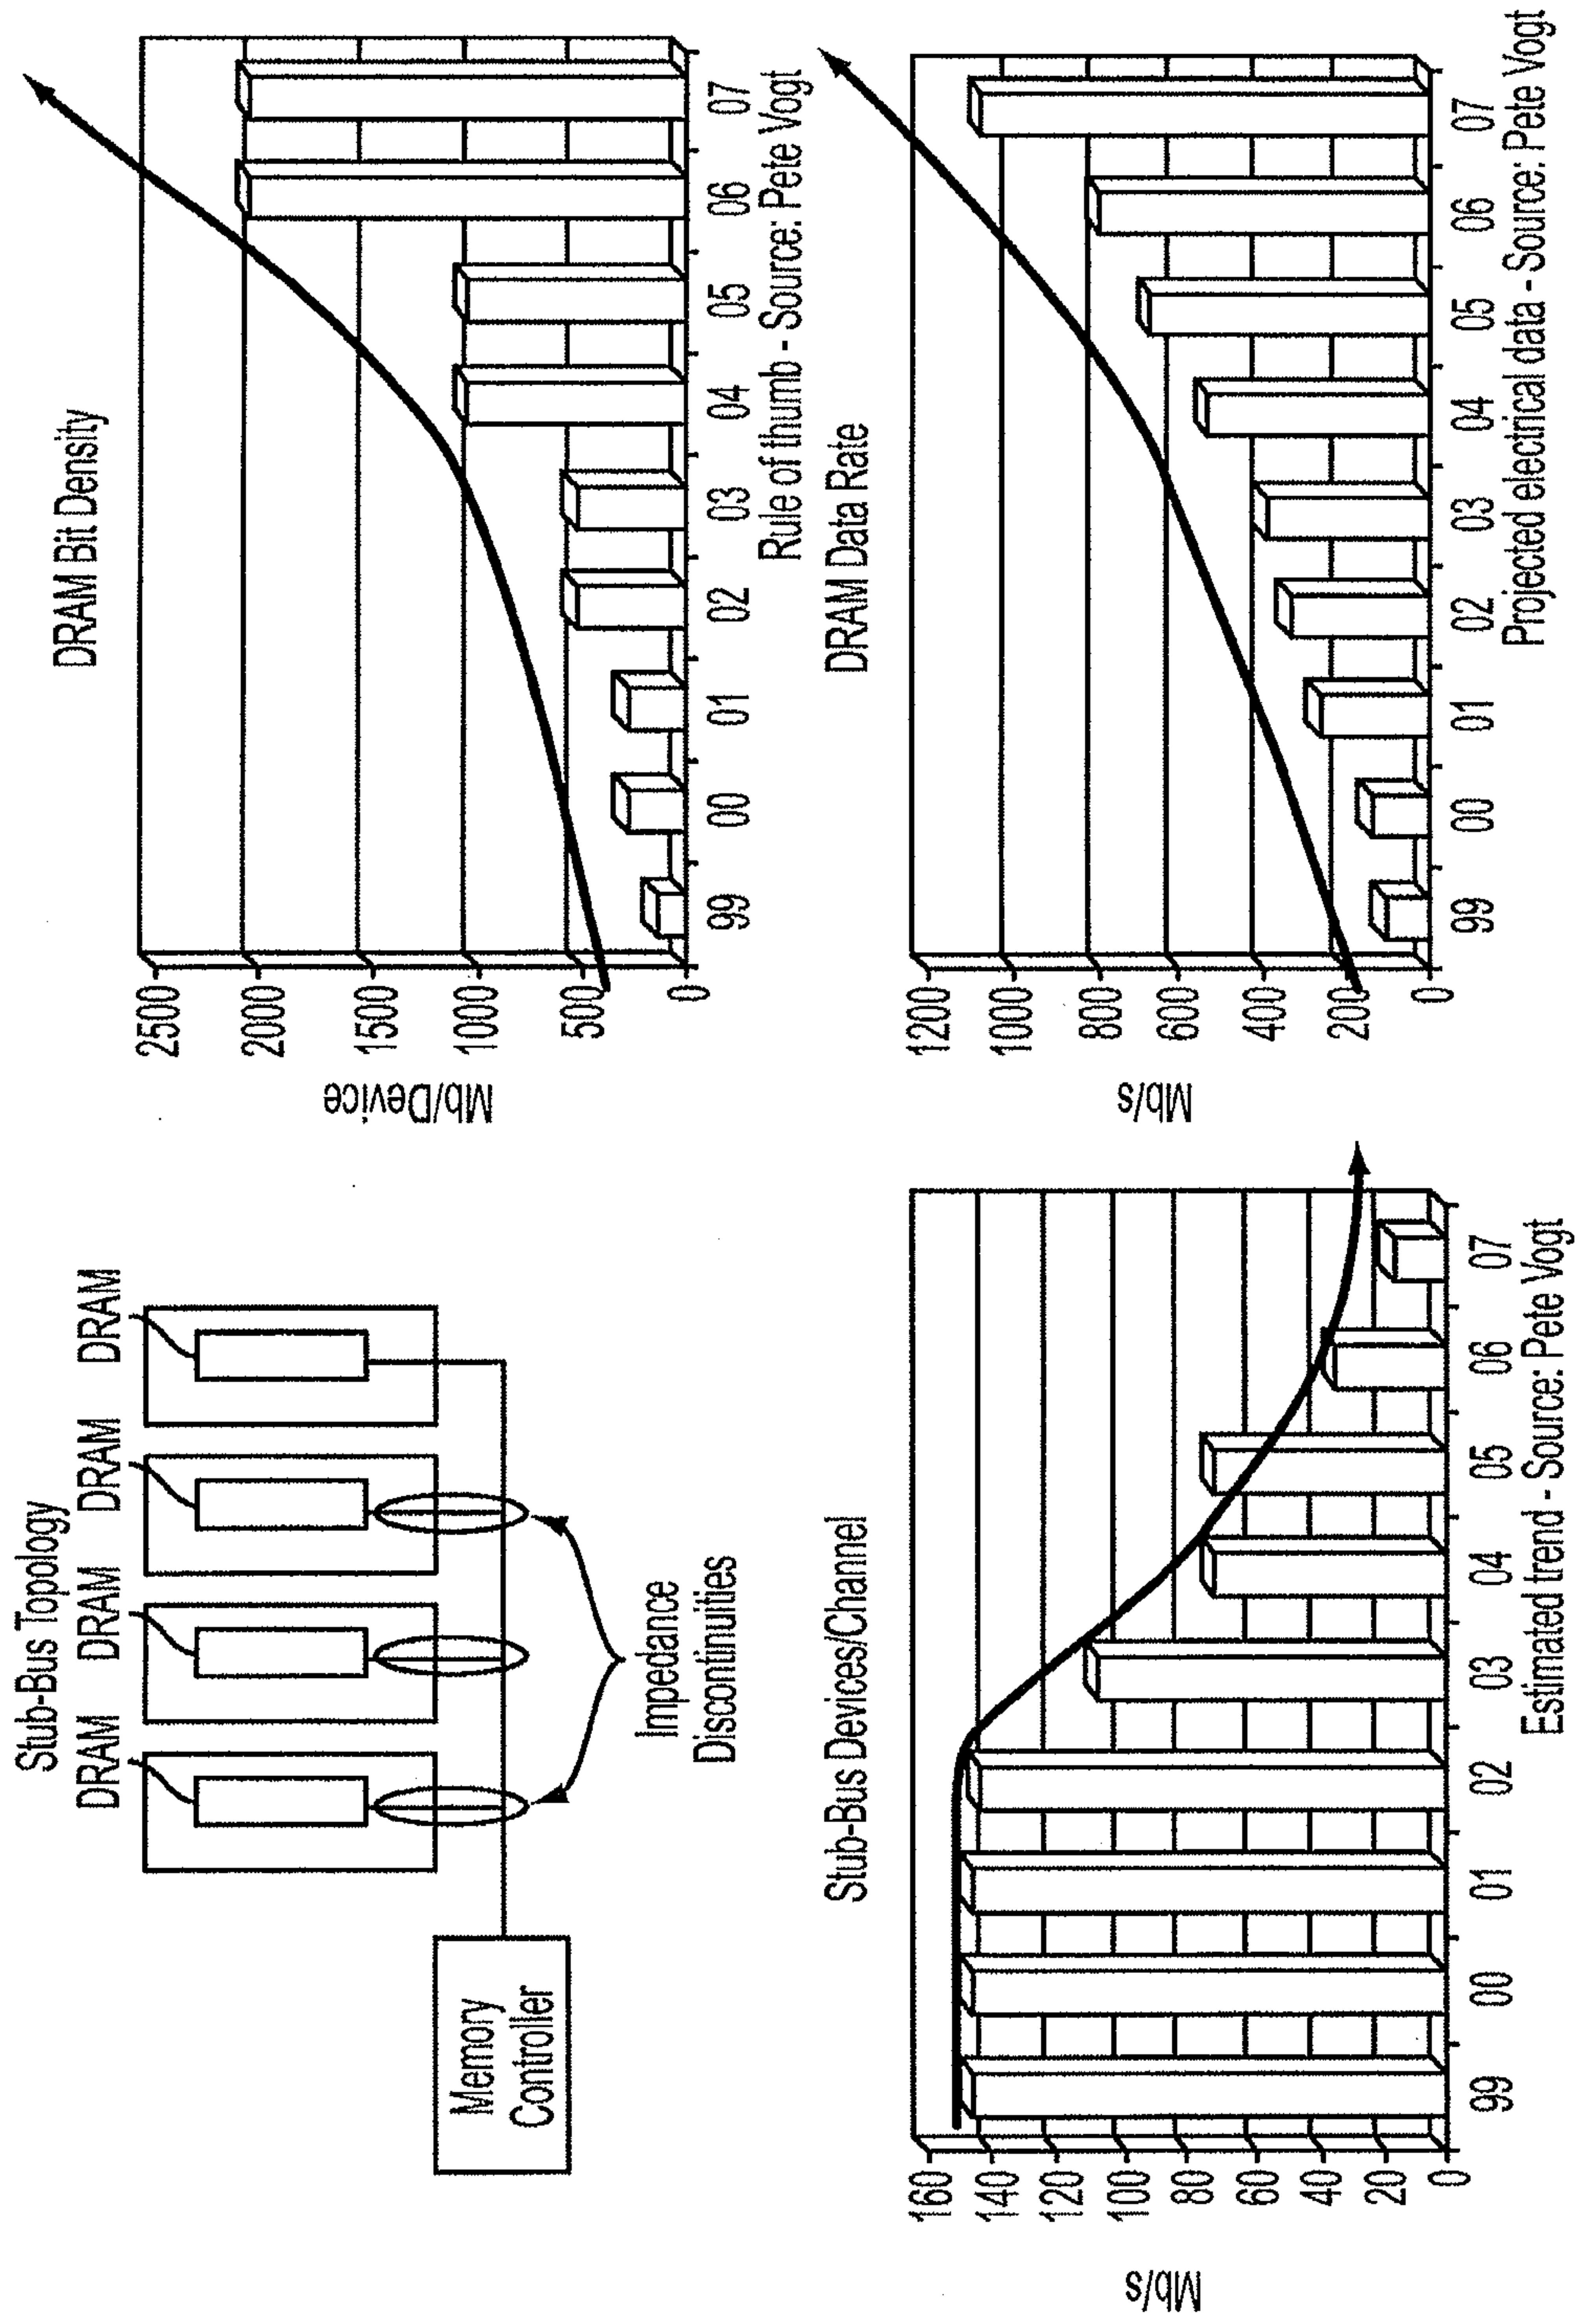 Stub-Bus Topology
DRAM DRAM DRAM DRAM
Memory
Controller
Impedance
Discontinuities
DRAM Bit Density
Mb/Device
2500
2000
1500
1000
500
0
99 00 01 02 03 04 05 06 07
Rule of thumb - Source: Pete Vogt
Stub-Bus Devices/Channel
Mb/s
160
140
120
100
80
60
40
20
0
99 00 01 02 03 04 05 06 07
Estimated trend - Source: Pete Vogt
DRAM Data Rate
Mb/s
1200
1000
800
600
400
200
0
99 00 01 02 03 04 05 06 07
Projected electrical data - Source: Pete Vogt